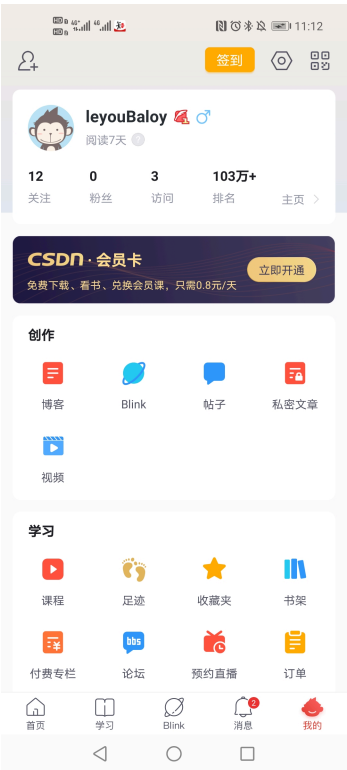 11:12
签到
leyouBaloy
阅读7天
12 0 3 103万+
关注 粉丝 访问 排名 主页
CSDN·会员卡
免费下载、看书、兑换会员课，只需0.8元/天
立即开通
创作
博客 Blink 帖子 私密文章
视频
学习
课程 足迹 收藏夹 书架
bbs
付费专栏 论坛 预约直播 订单
2
首页 学习 Blink 消息 我的